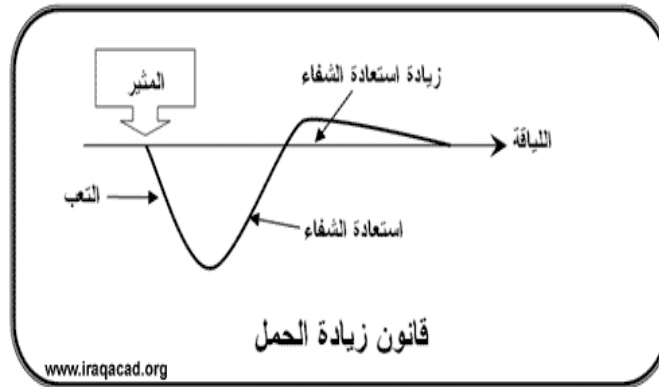 المثير
زيادة استعادة الشفاء
اللياقة
التعب
استعادة الشفاء
قانون زيادة الحمل
www.iraqacad.org